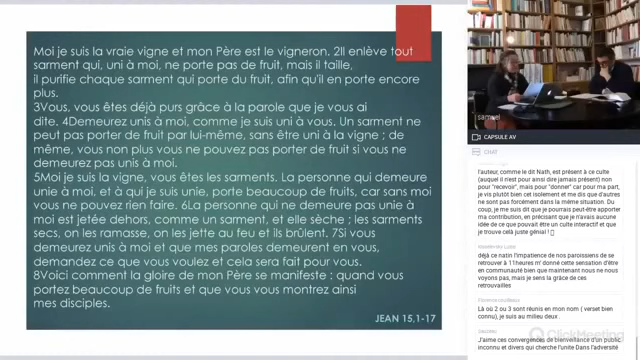 Moi je suis la vraie vigne et mon Père est le vigneron. 2Il enlève tout
sarment qui, uni à moi, ne porte pas de fruit, mais il taille,
il purifie chaque sarment qui porte du fruit, afin qu'il en porte encore
plus.
3Vous, vous êtes déjà purs grâce à la parole que je vous ai
dite. 4Demeurez unis à moi, comme je suis uni à vous. Un sarment ne
peut pas porter de fruit par lui-même, sans être uni à la vigne ; de
même, vous non plus vous ne pouvez pas porter de fruit si vous ne
demeurez pas unis à moi.
5Moi je suis la vigne, vous êtes les sarments. La personne qui demeure
unie à moi, et à qui je suis unie, porte beaucoup de fruits, car sans moi
vous ne pouvez rien faire. 6La personne qui ne demeure pas unie à
moi est jetée dehors, comme un sarment, et elle sèche ; les sarments
secs, on les ramasse, on les jette au feu et ils brûlent. 7Si vous
demeurez unis à moi et que mes paroles demeurent en vous,
demandez ce que vous voulez et cela sera fait pour vous.
8Voici comment la gloire de mon Père se manifeste : quand vous
portez beaucoup de fruits et que vous vous montrez ainsi
mes disciples.
JEAN 15,1-17
samuel
CAPSULE AV
CHAT
l'auteur, comme le dit Nath, est présent à ce culte
(auquel il n'est pour ainsi dire jamais présent) non
pour "recevoir", mais pour "donner" car pour ma part,
je vis plutôt bien cet isolement et me dis que d'autres
ne sont pas forcément dans la même situation. Du
coup, je me suis dit que je pourrais peut-être apporter
ma contribution, en précisant que je n'avais aucune
idée de ce que pouvait être un culte interactif et que
je trouve celà juste génial !
déjà ce natin l'impatience de nos paroissiens de se
retrouver à 11heures m' donné cette sensation d'être
en communauté bien que maintenant nous ne nous
voyons pas, mais je sens la grâce de ces
retrouvailles
Là où 2 ou 3 sont réunis en mon nom ( verset bien
connu), je suis au milieu deux .
J'aime ces convergences de bienveillance d'un public
inconnu et divers qui cherche l'unité Dans l'adversité
ClickMeeting